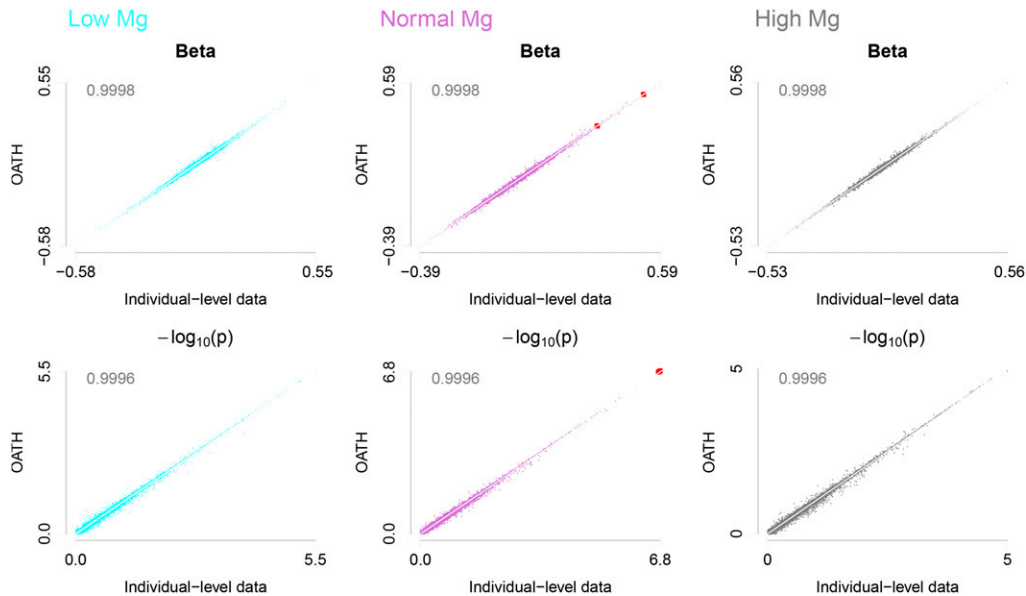 Low Mg
Normal Mg
High Mg
Beta
Beta
Beta
0.55
0.9998
OATH
−0.58
−0.58
0.55
Individual−level data
0.59
0.9998
OATH
−0.39
−0.39
0.59
Individual−level data
0.56
0.9998
OATH
−0.53
−0.53
0.56
Individual−level data
−log₁₀(p)
−log₁₀(p)
−log₁₀(p)
5.5
0.9996
OATH
0.0
0.0
5.5
Individual−level data
6.8
0.9996
OATH
0.0
0.0
6.8
Individual−level data
5
0.9996
OATH
0
0
5
Individual−level data